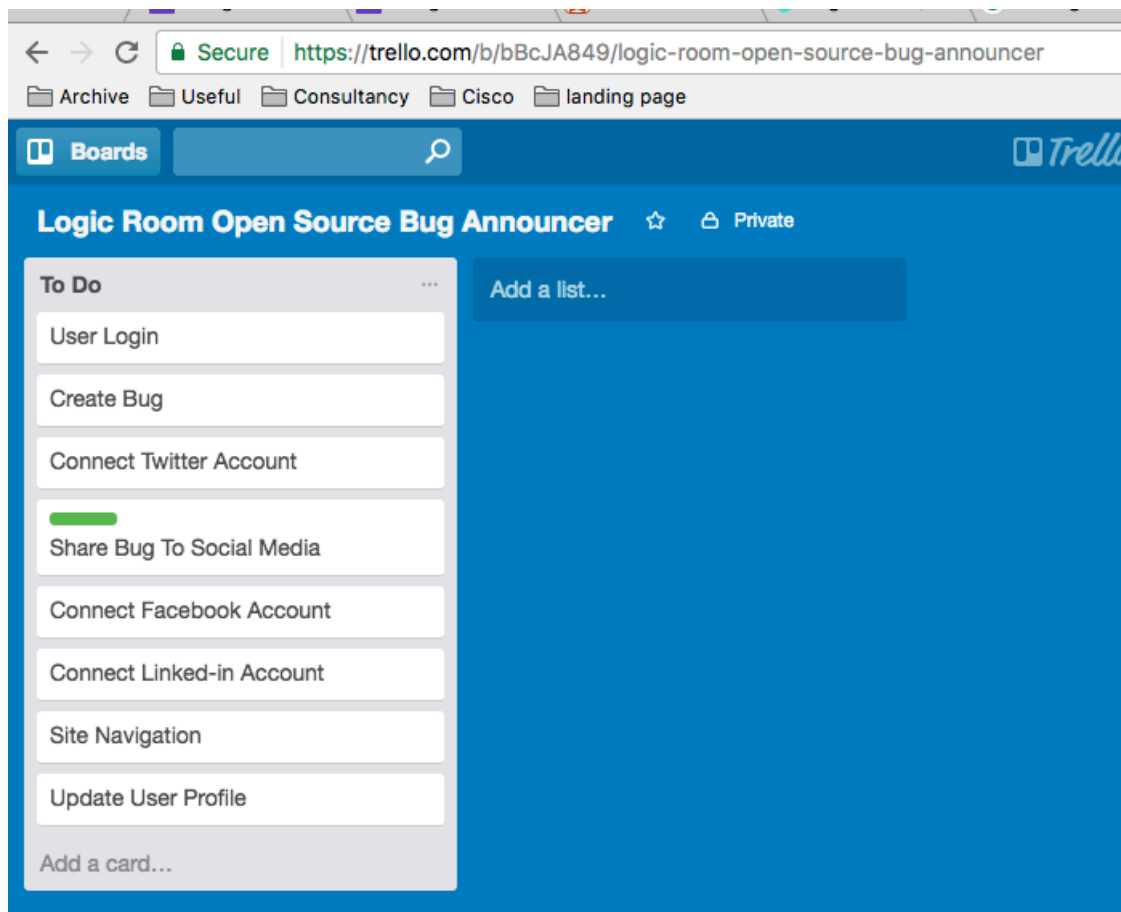 Secure https://trello.com/b/bBcJA849/logic-room-open-source-bug-announcer
Archive Useful Consultancy Cisco landing page
Boards Trello
Logic Room Open Source Bug Announcer Private
To Do ... Add a list...
User Login
Create Bug
Connect Twitter Account
Share Bug To Social Media
Connect Facebook Account
Connect Linked-in Account
Site Navigation
Update User Profile
Add a card...